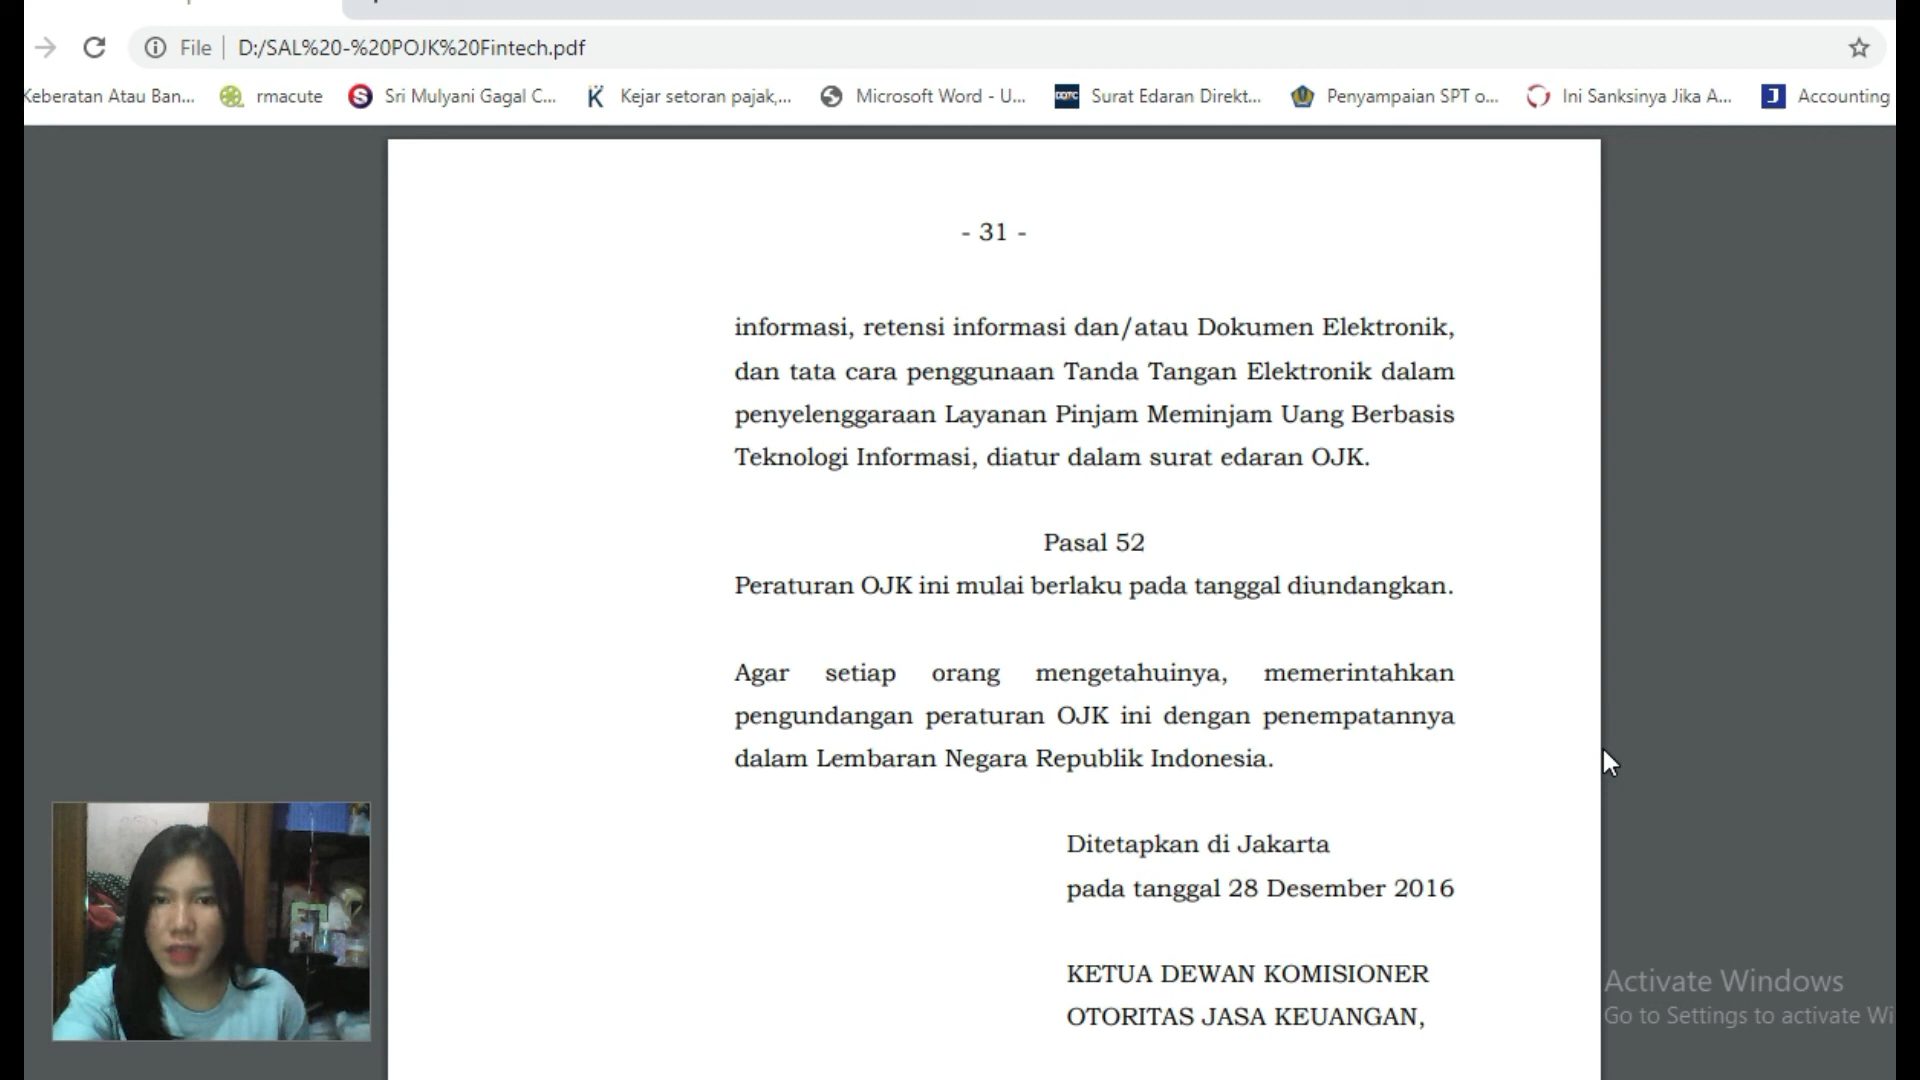 File
D:/SAL%20-%20POJK%20Fintech.pdf
Keberatan Atau Ban... rmacute Sri Mulyani Gagal C... Kejar setoran pajak,... Microsoft Word - U... DDTC Surat Edaran Direkt... Penyampaian SPT o... Ini Sanksinya Jika A... Accounting
- 31 -
informasi, retensi informasi dan/atau Dokumen Elektronik,
dan tata cara penggunaan Tanda Tangan Elektronik dalam
penyelenggaraan Layanan Pinjam Meminjam Uang Berbasis
Teknologi Informasi, diatur dalam surat edaran OJK.
Pasal 52
Peraturan OJK ini mulai berlaku pada tanggal diundangkan.
Agar setiap orang mengetahuinya, memerintahkan
pengundangan peraturan OJK ini dengan penempatannya
dalam Lembaran Negara Republik Indonesia.
Ditetapkan di Jakarta
pada tanggal 28 Desember 2016
KETUA DEWAN KOMISIONER
OTORITAS JASA KEUANGAN,
Activate Windows
Go to Settings to activate Wi